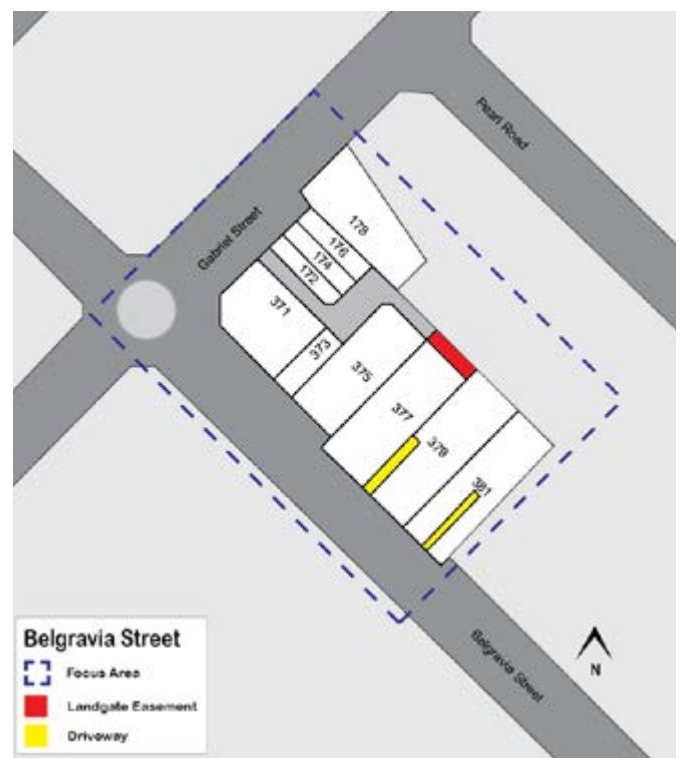 Pearl Road
Gabriel Street
178
176
174
172
371
373
375
377
379
381
Belgravia Street
N
Belgravia Street
Focus Area
Landgate Easement
Driveway